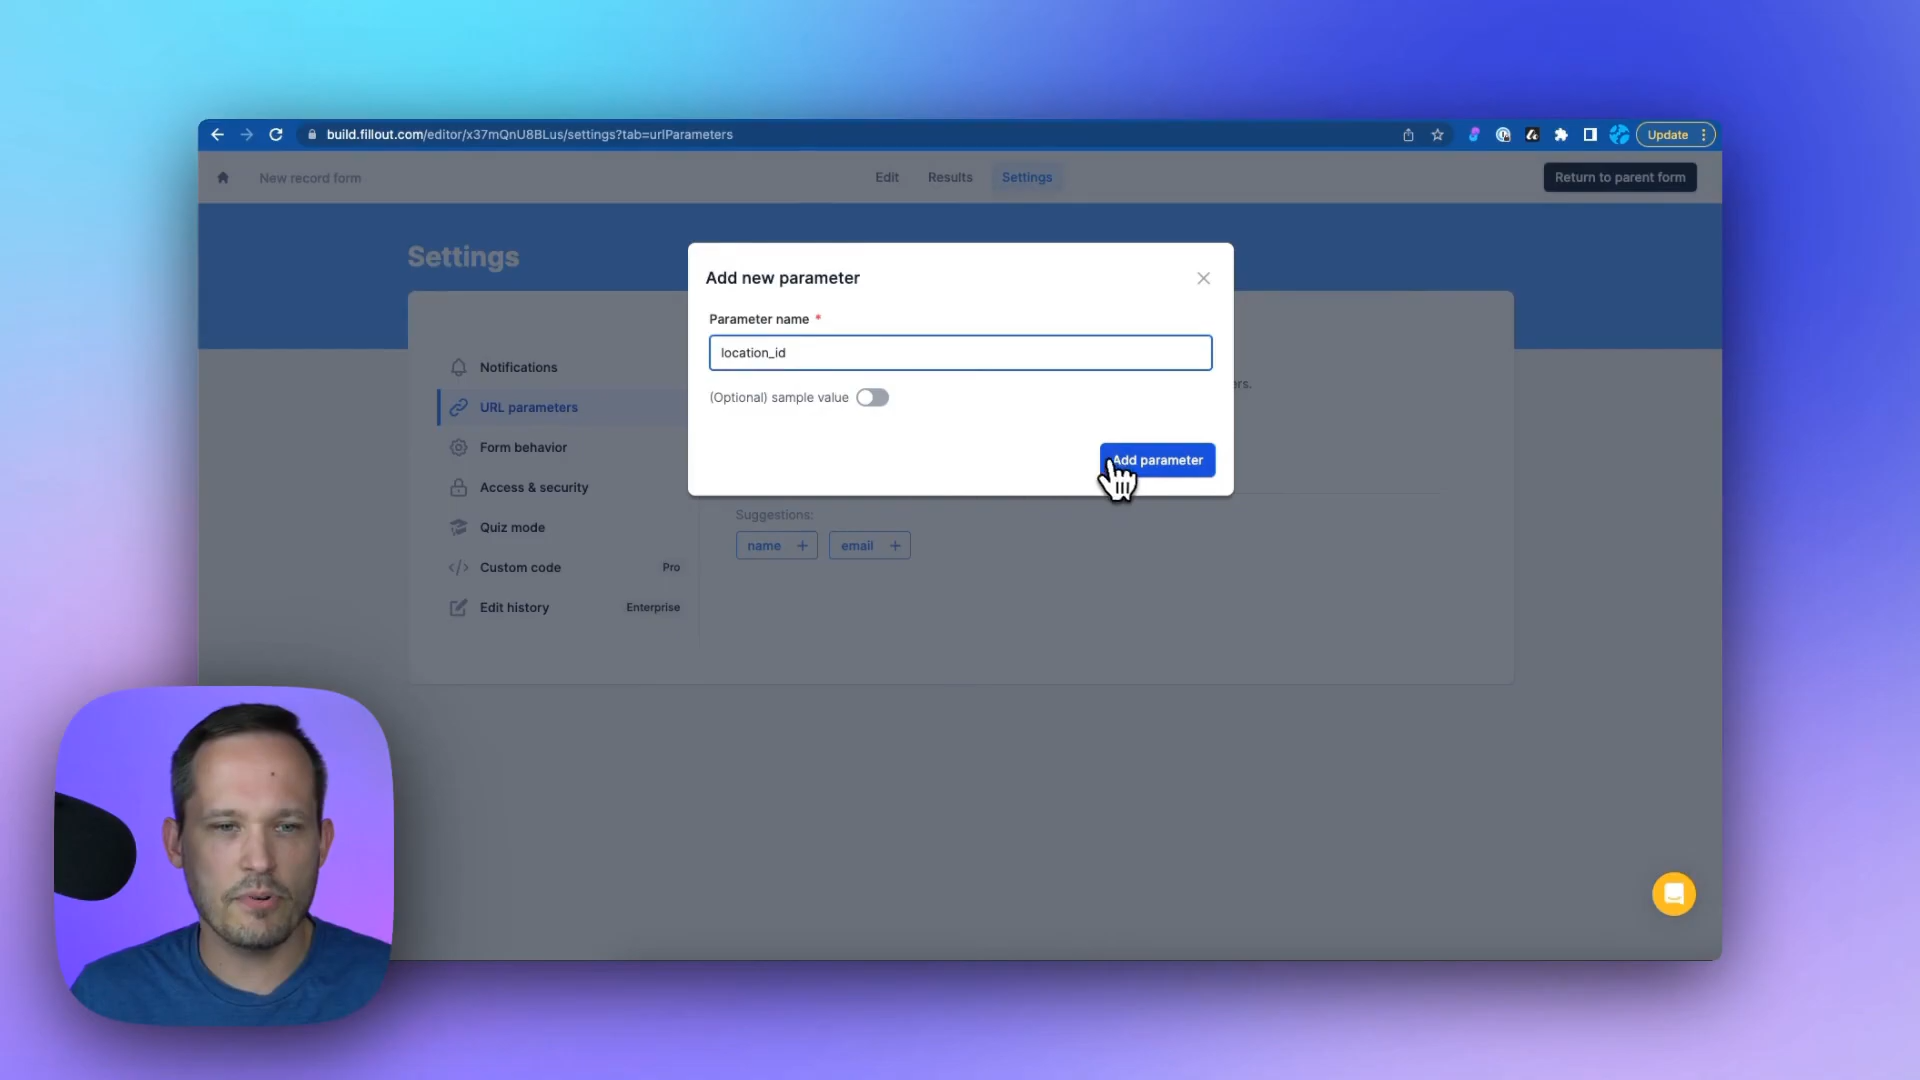 build.fillout.com/editor/x37mQnU8BLus/settings?tab=urlParameters
Update
New record form
Edit
Results
Settings
Return to parent form
Settings
Add new parameter
Parameter name *
location_id
(Optional) sample value
Add parameter
ers.
Notifications
URL parameters
Form behavior
Access & security
Quiz mode
Custom code
Pro
Edit history
Enterprise
Suggestions:
name +
email +